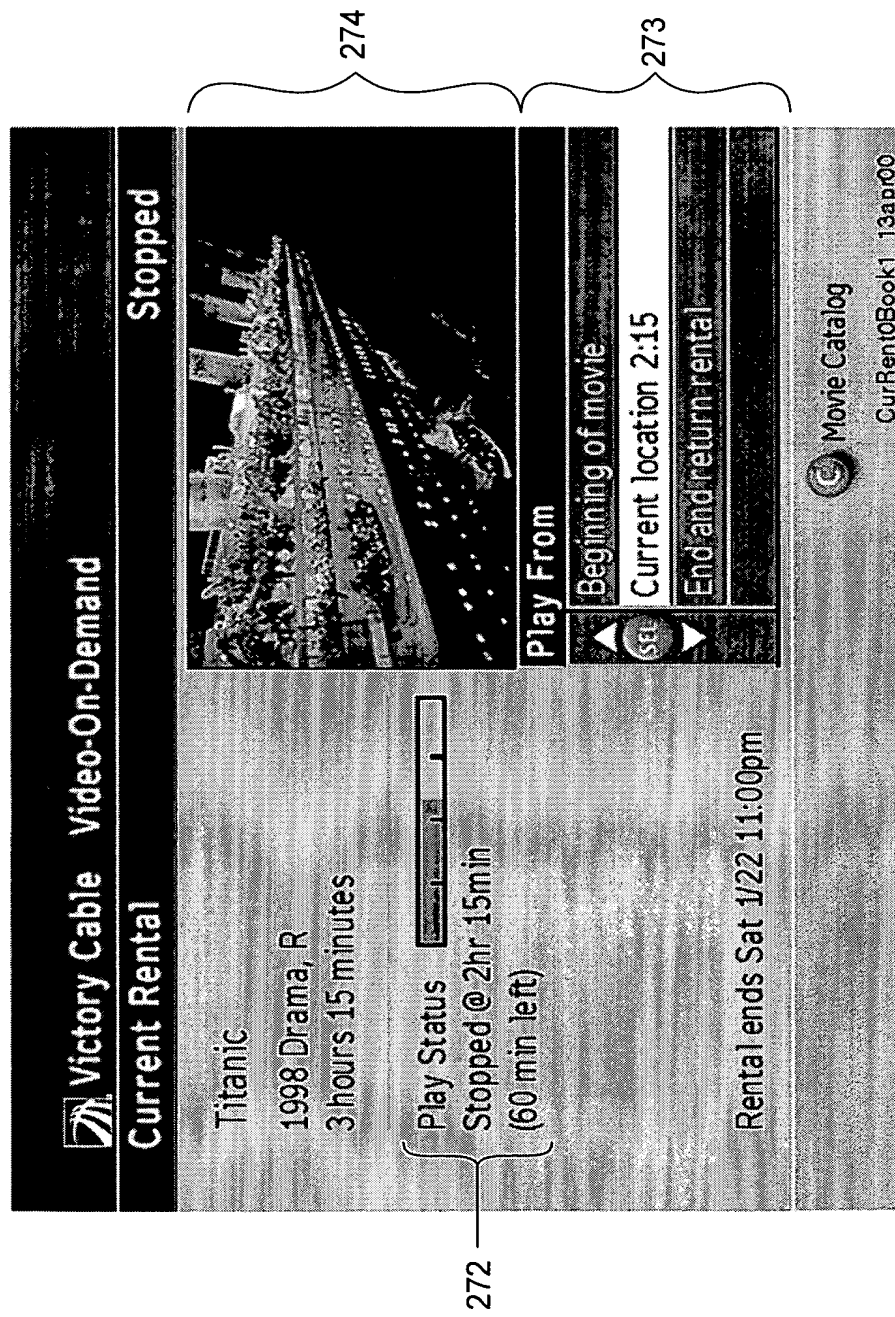 Victory Cable Video-On-Demand
Current Rental
Stopped
Titanic
1998 Drama, R
3 hours 15 minutes
Play Status
Stopped @ 2hr 15min
(60 min left)
Rental ends Sat 1/22 11:00pm
Play From
SEL
Beginning of movie
Current location 2:15
End and return rental
C Movie Catalog
CurRent0Book1 13apr00
272
274
273